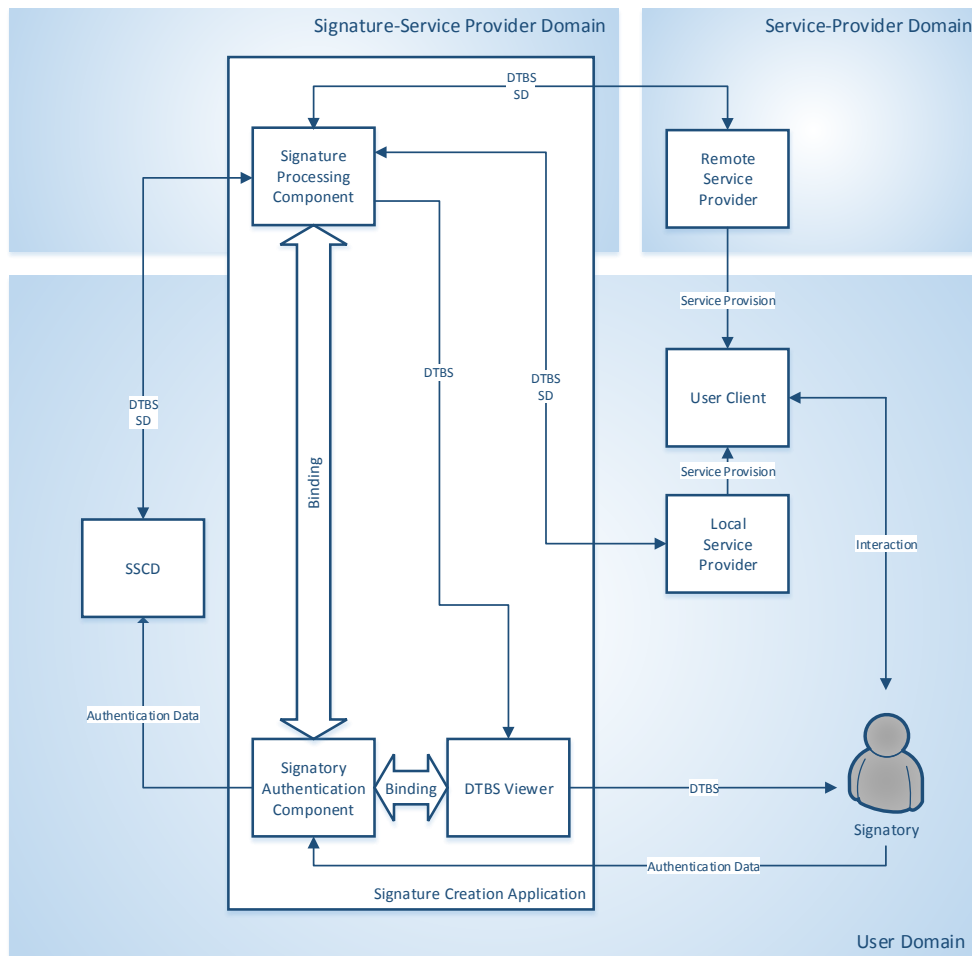 Signature-Service Provider Domain
Service-Provider Domain
DTBS
SD
Signature
Processing
Component
Remote
Service
Provider
Service Provision
User Client
DTBS
DTBS
SD
DTBS
SD
Binding
Service Provision
Local
Service
Provider
Interaction
SSCD
Authentication Data
Signatory
Authentication
Component
Binding
DTBS Viewer
DTBS
Signatory
Authentication Data
Signature Creation Application
User Domain